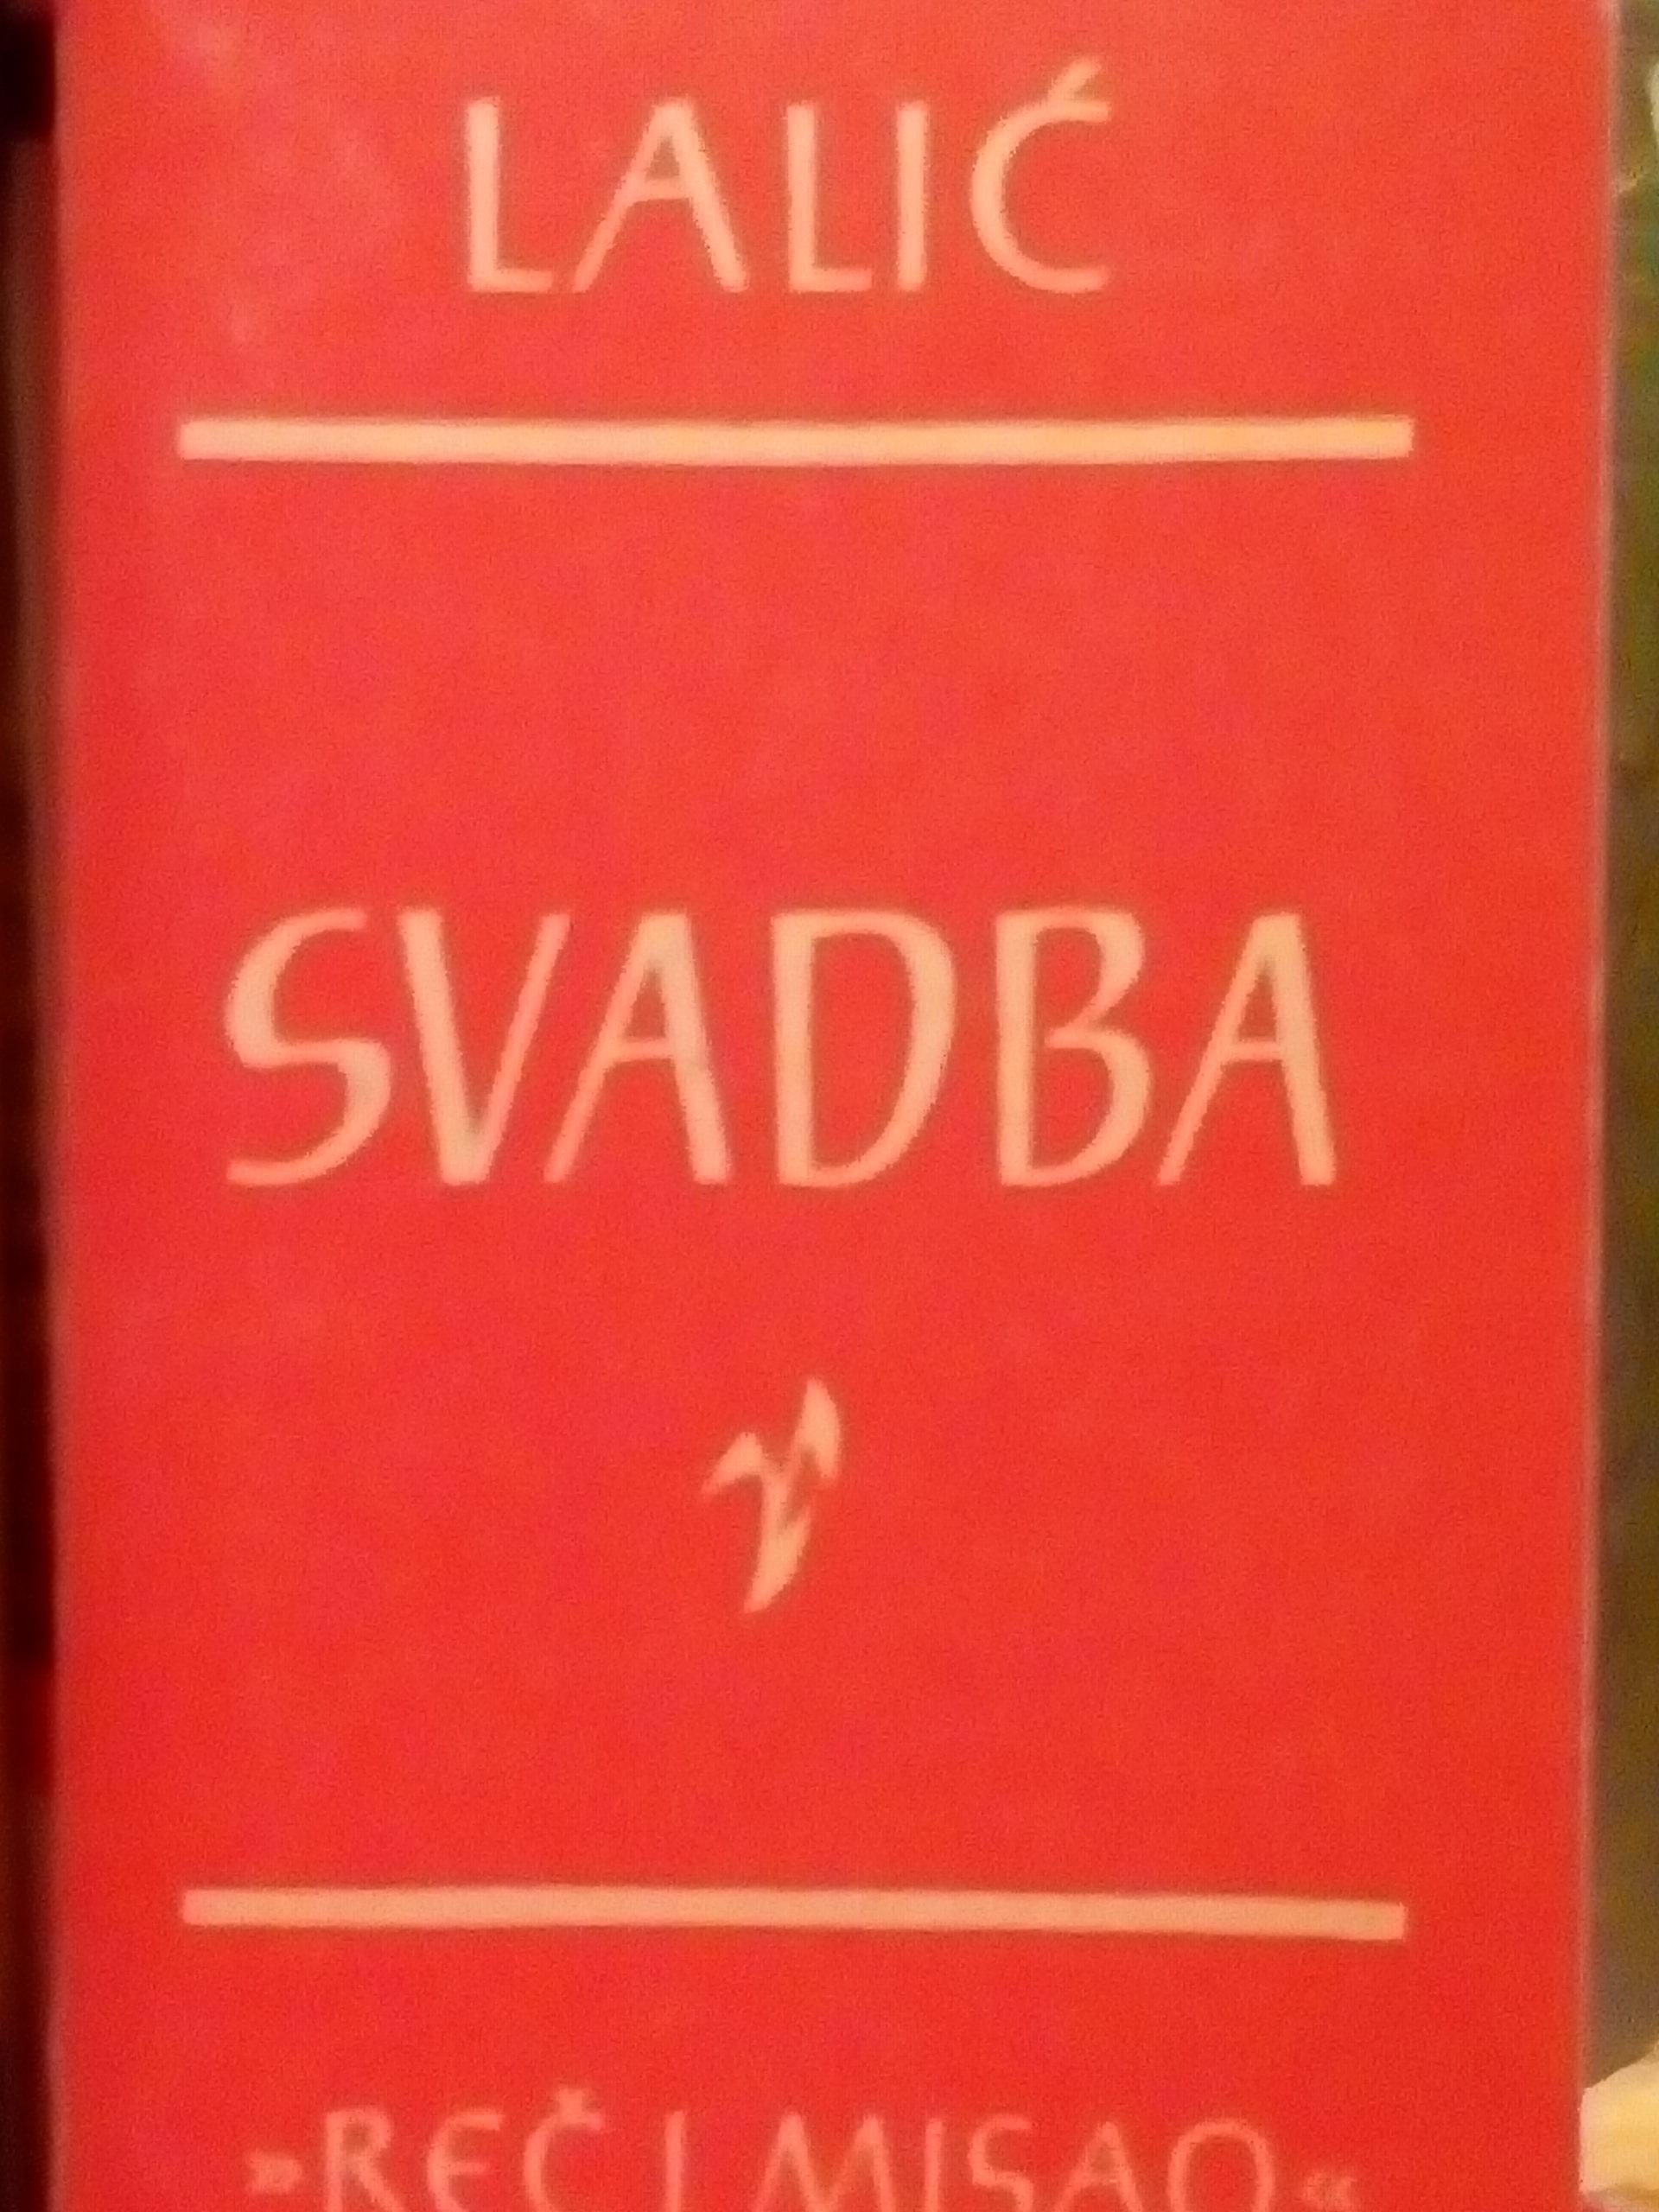 LALIĆ
SVADBA
»REČ I MISAO«